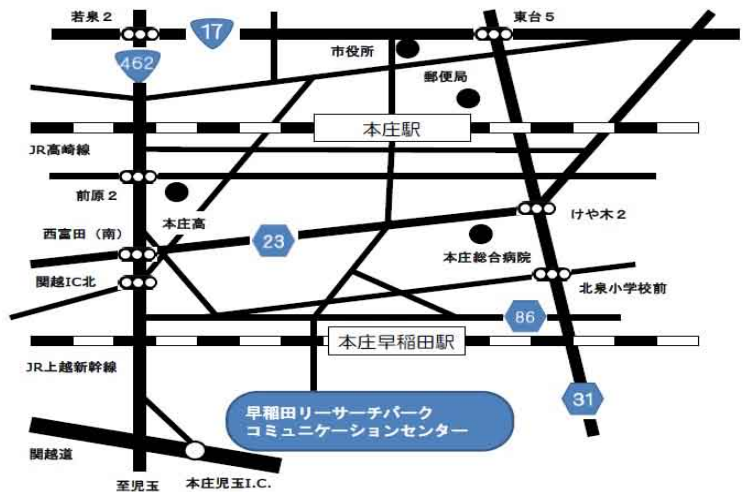 若泉2
17
東台5
市役所
462
郵便局
本庄駅
JR高崎線
前原2
本庄高
けや木2
西富田（南）
23
本庄総合病院
関越IC北
北泉小学校前
86
本庄早稲田駅
JR上越新幹線
31
早稲田リーサーチパーク
コミュニケーションセンター
関越道
至児玉
本庄児玉I.C.